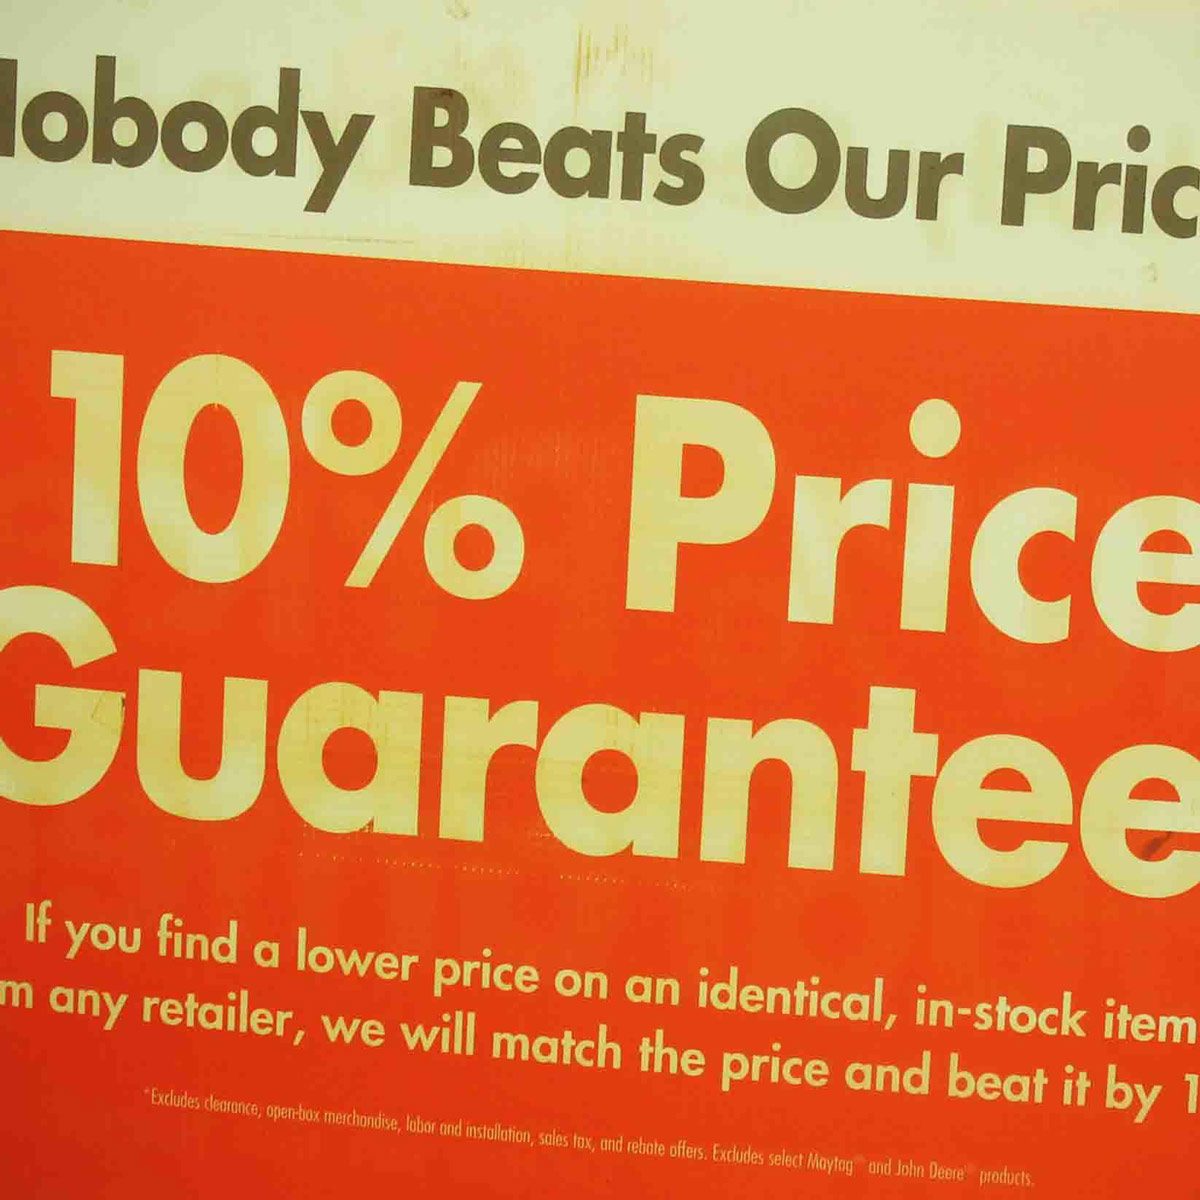 Nobody Beats Our Pric
10% Price
Guarantee
If you find a lower price on an identical, in-stock item
m any retailer, we will match the price and beat it by 1
*Excludes clearance, open-box merchandise, labor and installation, sales tax, and rebate offers. Excludes select Maytag and John Deere products.